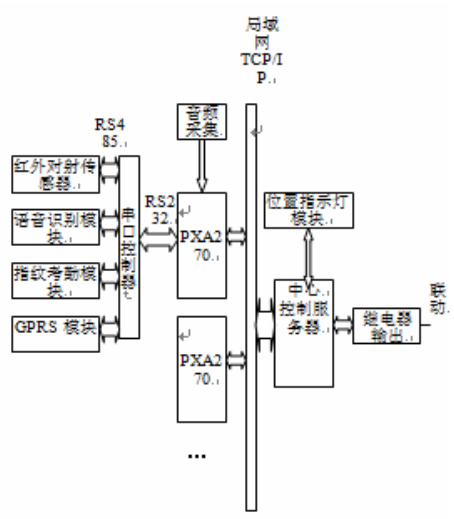 局域
网
TCP/I
P.
音频
采集.
RS4
85.
红外对射传
感器.
RS2
32.
语音识别模
块.
串口控制器
PXA2
70.
位置指示灯
模块.
指纹考勤模
块.
GPRS 模块
中心
控制服
务器.
联
动.
继电器
输出.
PXA2
70.
...